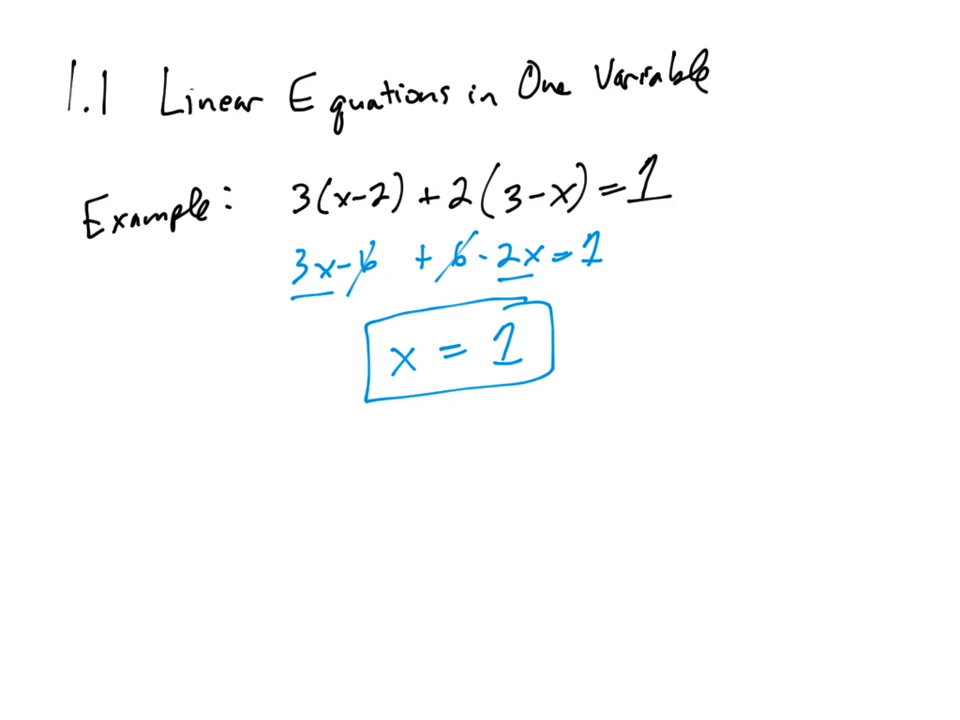 1.1 Linear Equations in One Variable
Example: 3(x-2) + 2(3-x) = 1
3x-6 + 6 - 2x = 1
x = 1